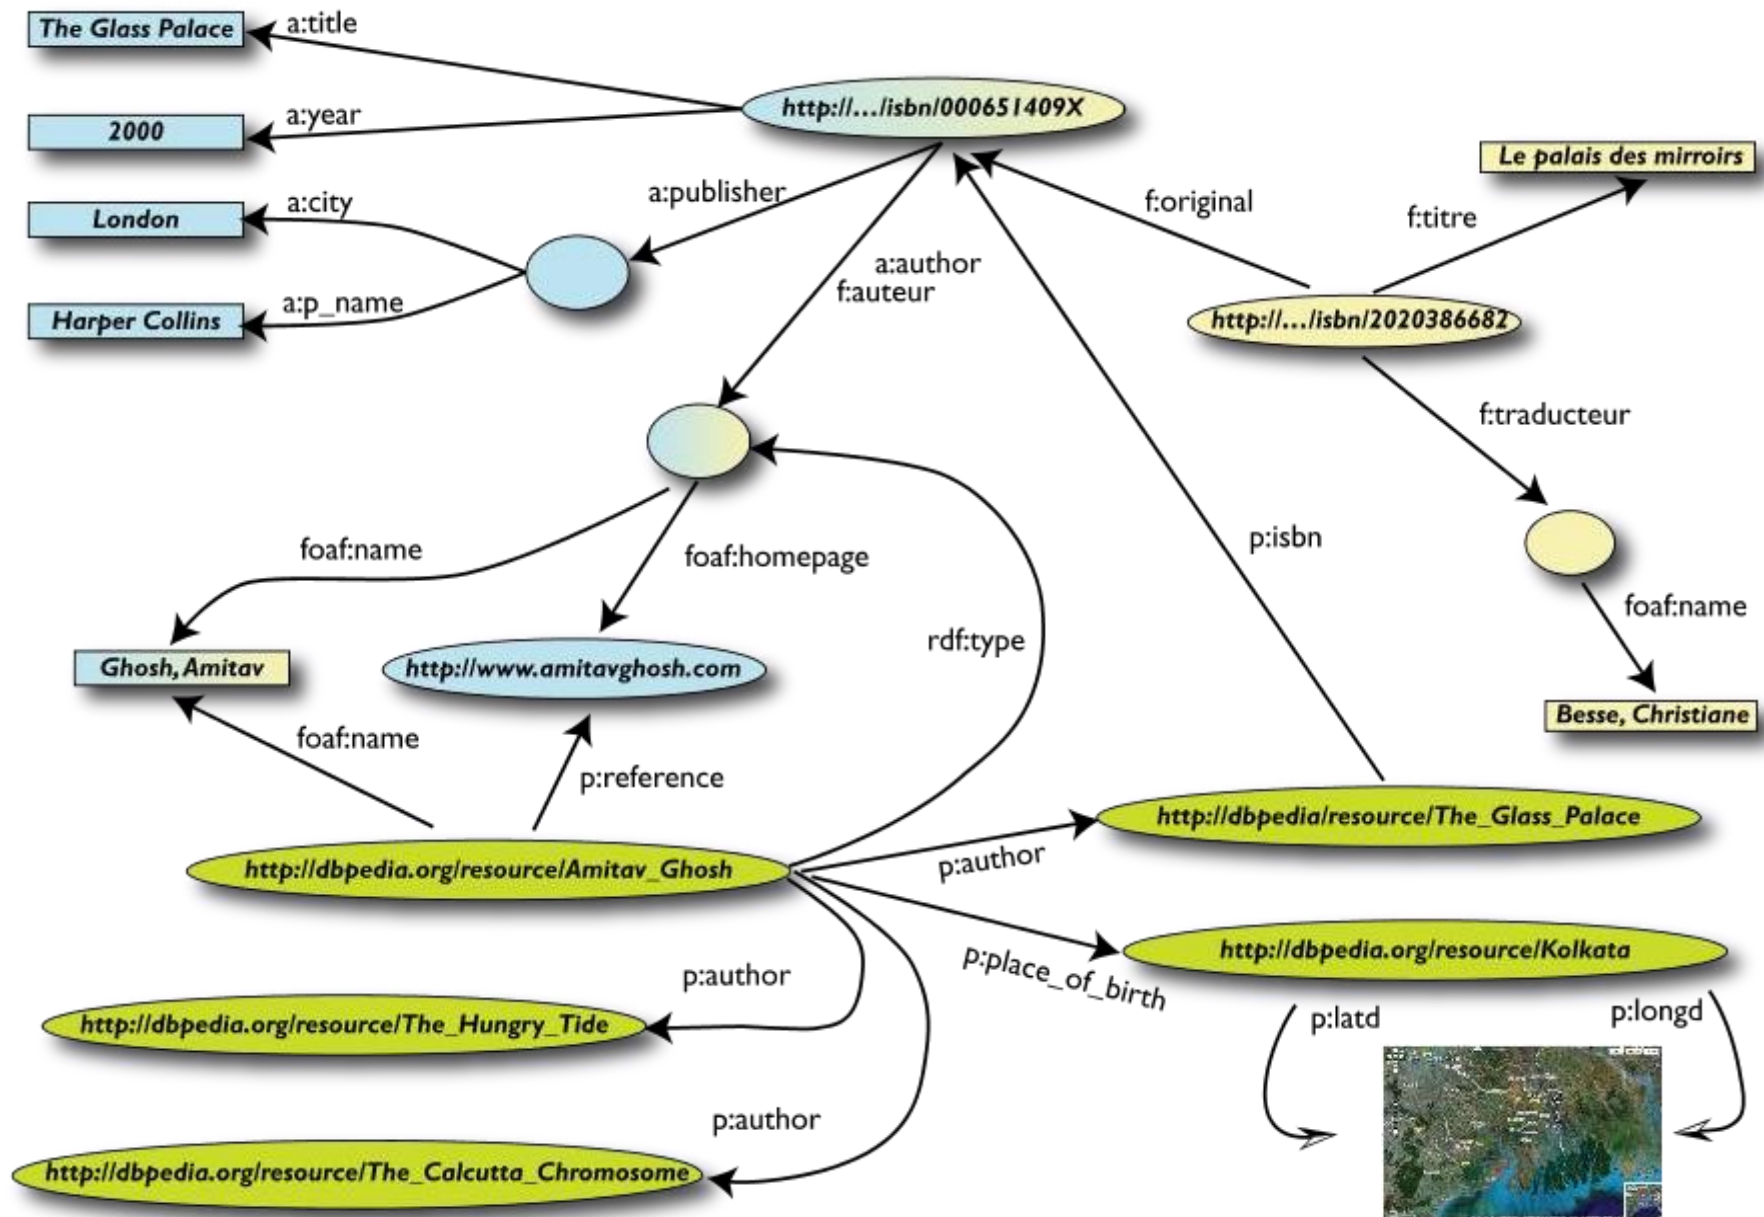 The Glass Palace
a:title
http://.../isbn/000651409X
2000
a:year
Le palais des mirroirs
London
a:city
a:publisher
f:original
f:titre
a:author
f:auteur
Harper Collins
a:p_name
http://.../isbn/2020386682
f:traducteur
foaf:name
foaf:homepage
p:isbn
foaf:name
rdf:type
Ghosh, Amitav
http://www.amitavghosh.com
Besse, Christiane
foaf:name
p:reference
http://dbpedia/resource/The_Glass_Palace
http://dbpedia.org/resource/Amitav_Ghosh
p:author
http://dbpedia.org/resource/Kolkata
p:place_of_birth
p:author
http://dbpedia.org/resource/The_Hungry_Tide
p:latd
p:longd
p:author
http://dbpedia.org/resource/The_Calcutta_Chromosome